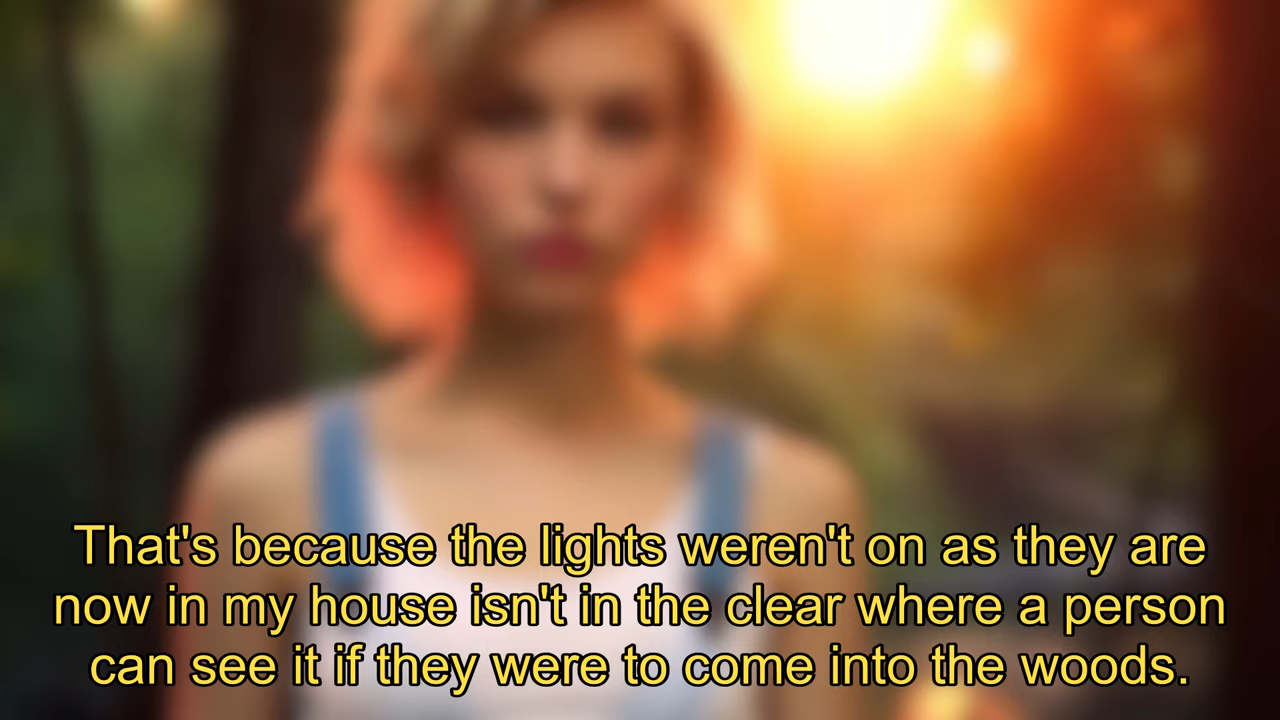 That's because the lights weren't on as they are
now in my house isn't in the clear where a person
can see it if they were to come into the woods.